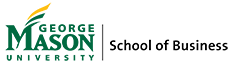 GEORGE
MASON
UNIVERSITY
School of Business